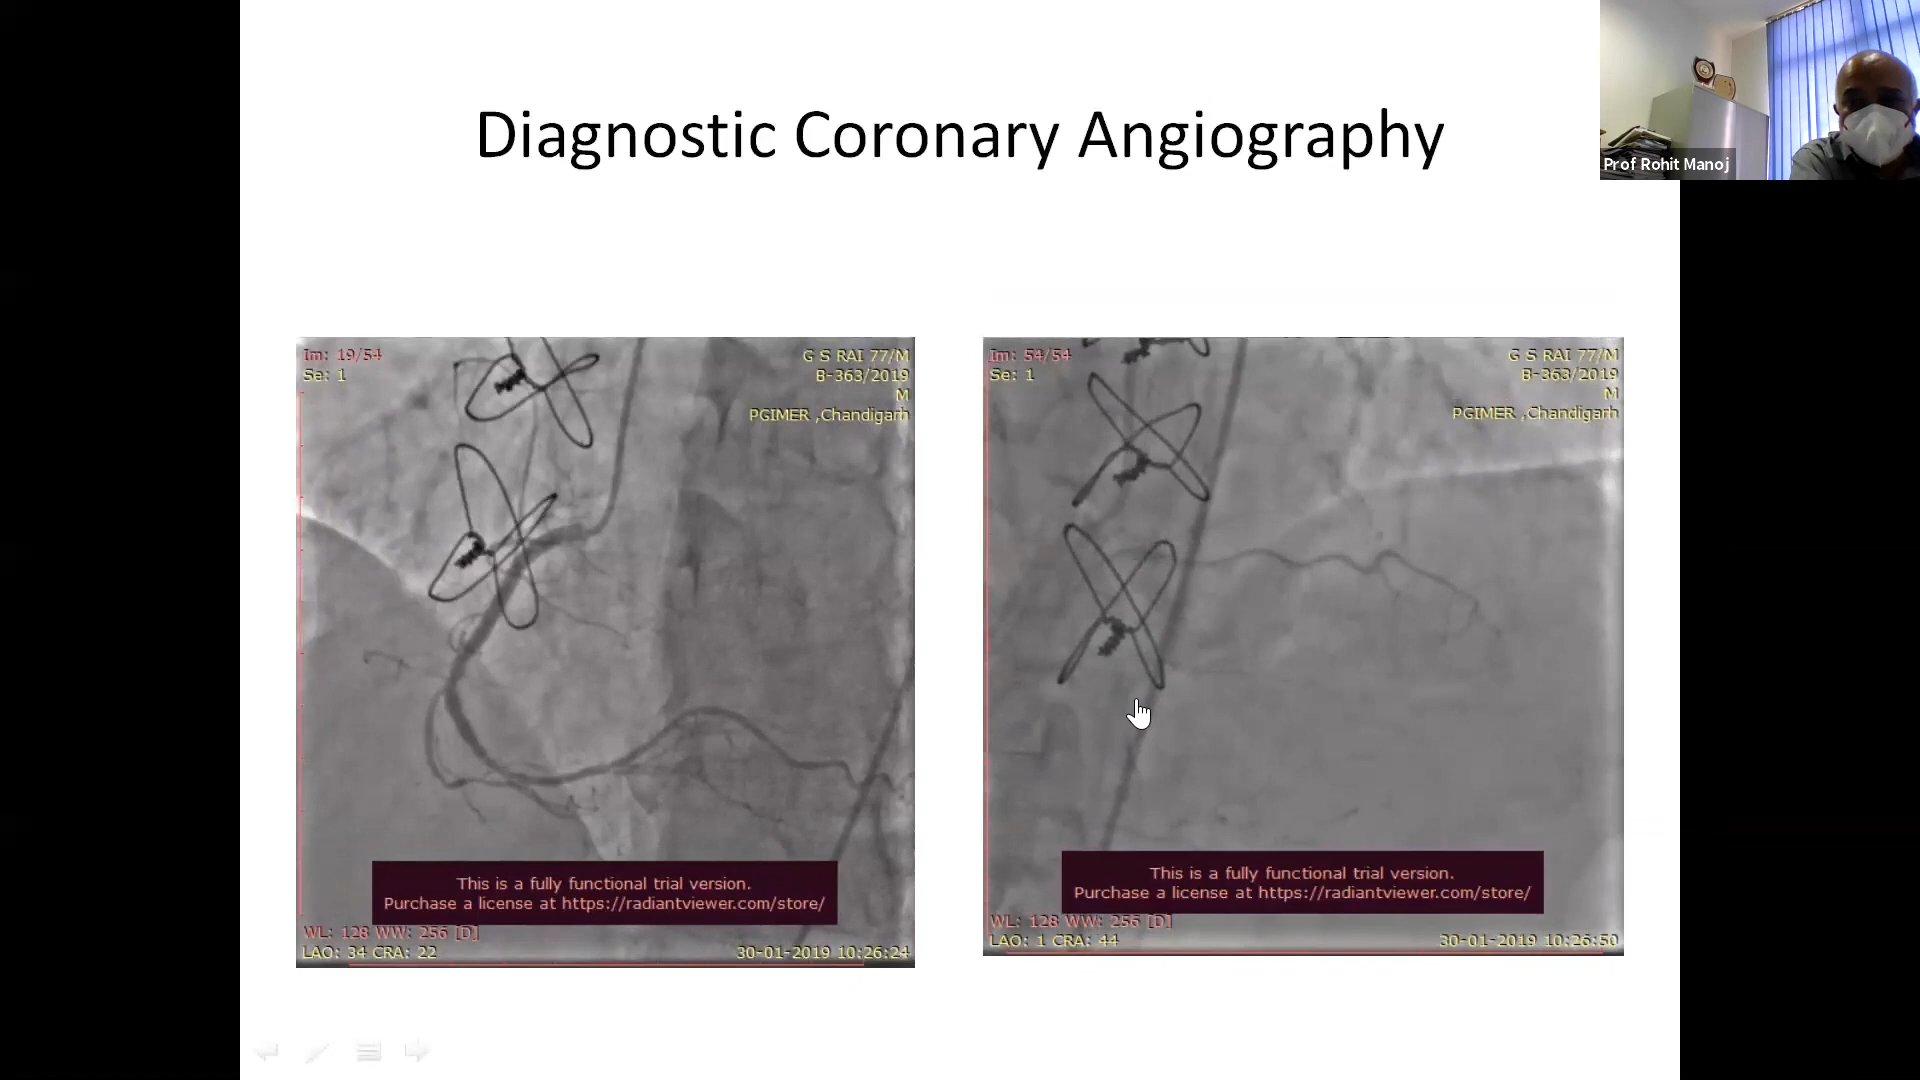 Diagnostic Coronary Angiography
Prof Rohit Manoj
Im: 19/54
Se: 1
G S RAI 77/M
B-363/2019
M
PGIMER ,Chandigarh
This is a fully functional trial version.
Purchase a license at https://radiantviewer.com/store/
WL: 128 WW: 256 [D]
LAO: 34 CRA: 22
30-01-2019 10:26:24
Im: 54/54
Se: 1
G S RAI 77/M
B-363/2019
M
PGIMER ,Chandigarh
This is a fully functional trial version.
Purchase a license at https://radiantviewer.com/store/
WL: 128 WW: 256 [D]
LAO: 1 CRA: 44
30-01-2019 10:26:50